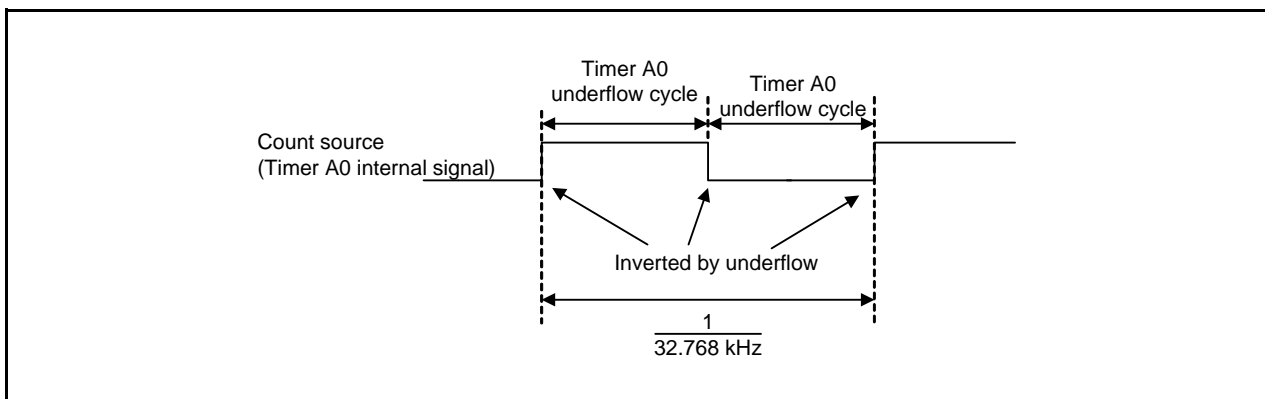 Timer A0
underflow cycle
Timer A0
underflow cycle
Count source
(Timer A0 internal signal)
Inverted by underflow
1
32.768 kHz